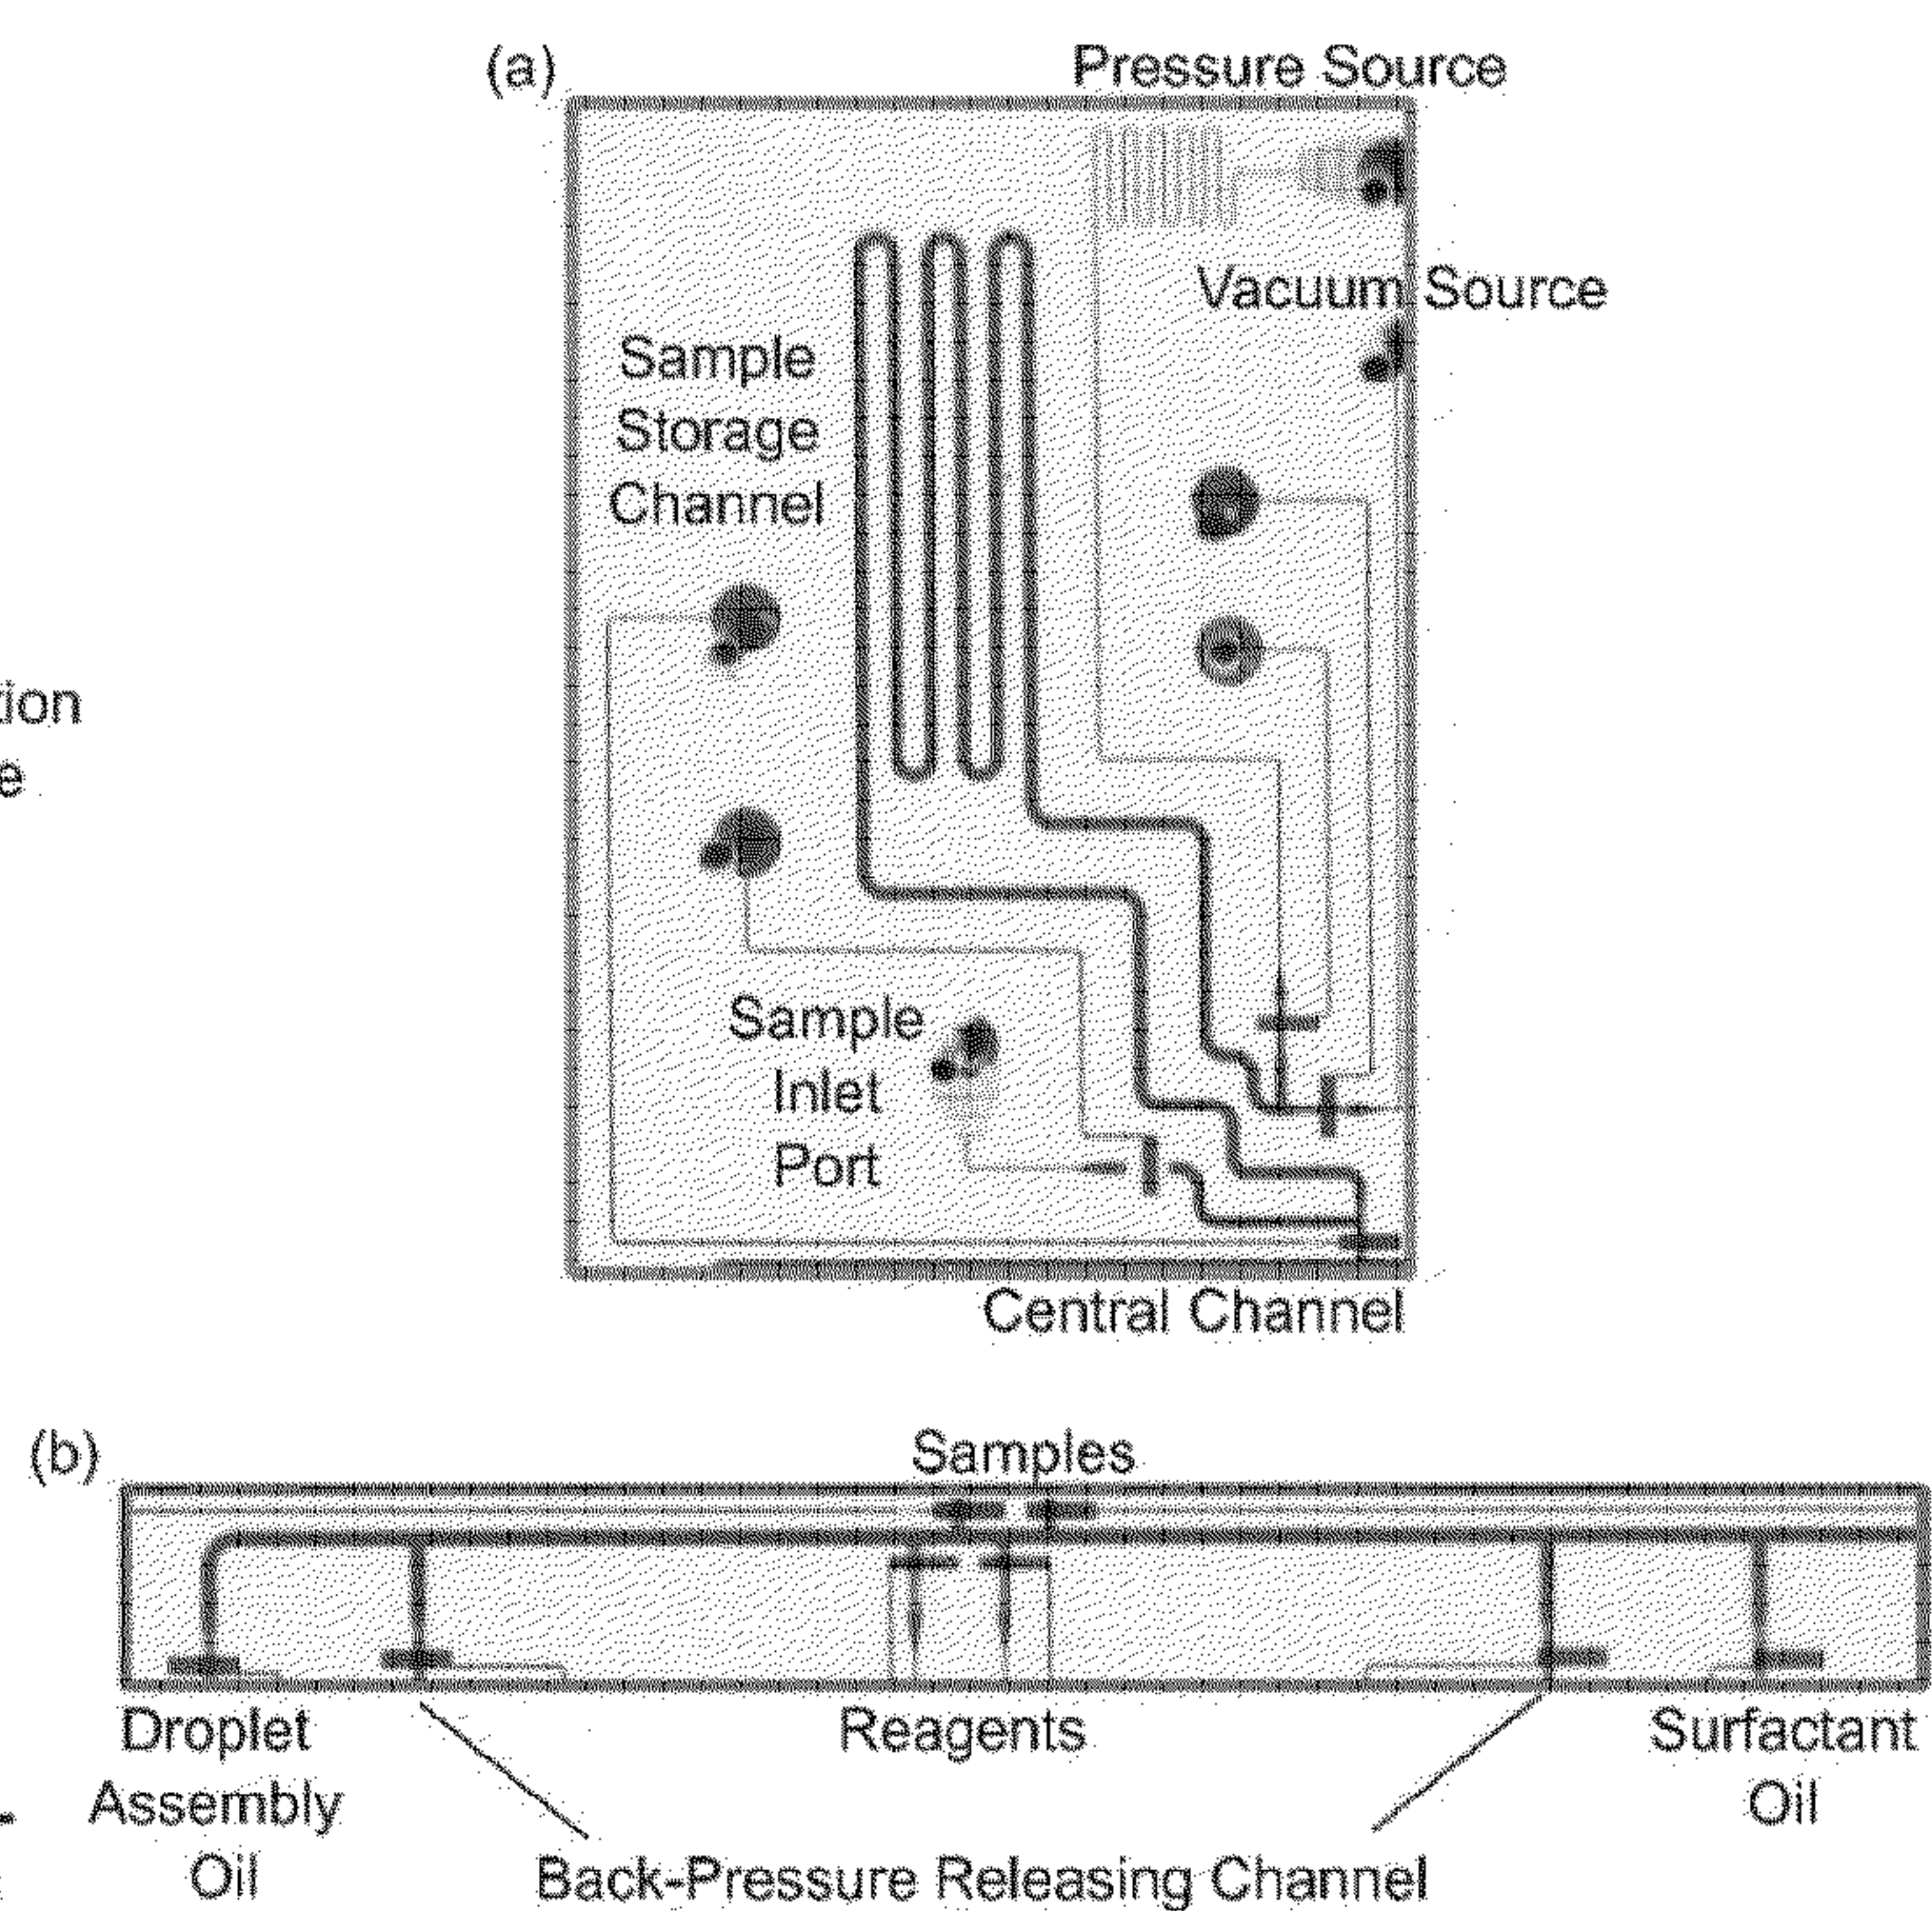 (a)
Pressure Source
Vacuum Source
Sample
Storage
Channel
Sample
Inlet
Port
Central Channel
(b)
Samples
Droplet
Assembly
Oil
Reagents
Surfactant
Oil
Back-Pressure Releasing Channel